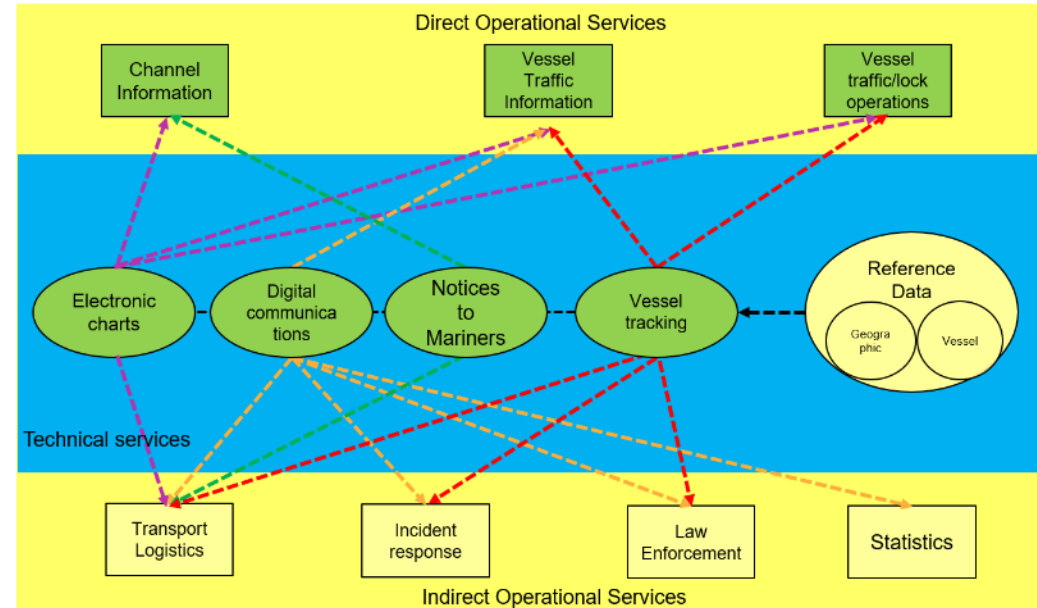 Direct Operational Services
Channel
Information
Vessel
Traffic
Information
Vessel
traffic/lock
operations
Electronic
charts
Digital
communica
tions
Notices
to
Mariners
Vessel
tracking
Reference
Data
Geogra
phic
Vessel
Technical services
Transport
Logistics
Incident
response
Law
Enforcement
Statistics
Indirect Operational Services